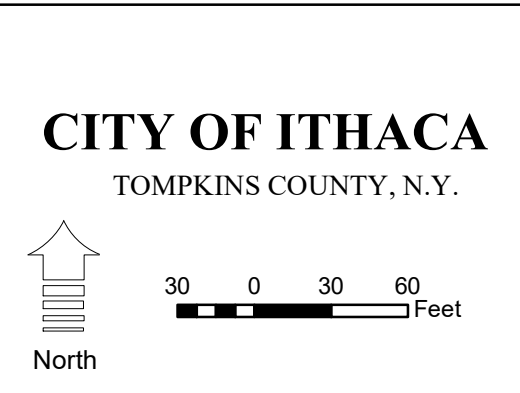 CITY OF ITHACA
TOMPKINS COUNTY, N.Y.
30 0 30 60
Feet
North